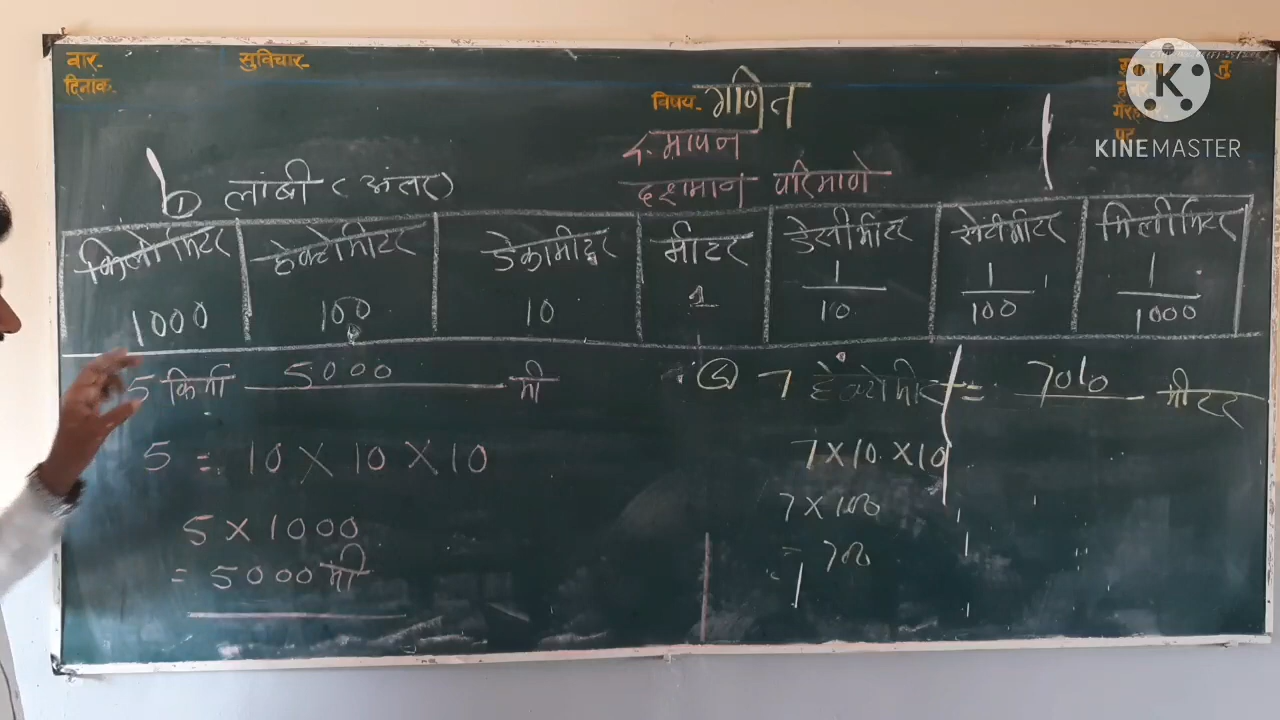 वार-
सुविचार-
दिनांक-
विषय- गणित
KINEMASTER
मापन
दशमान परिमाणे
① लांबी (अंतर)
किलोमिटर हेक्टोमीटर डेकामीटर मीटर डेसीमीटर सेंटीमीटर मिलीमिटर
1000 100 10 1 1/10 1/100 1/1000
5 किमी 5000 मी
7 हेक्टोमीटर = 700 मीटर
5 = 10 X 10 X 10
5 X 1000
= 5000 मी
7 X 10 X 10
7 X 100
= 700